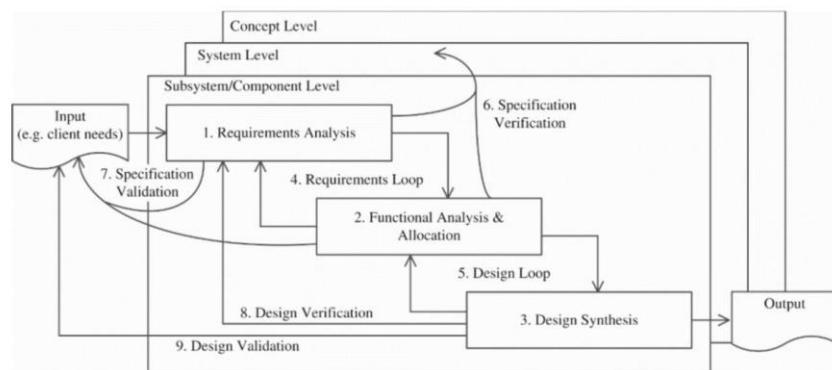 Concept Level
System Level
Subsystem/Component Level
Input
(e.g. client needs)
1. Requirements Analysis
6. Specification
Verification
7. Specification
Validation
4. Requirements Loop
2. Functional Analysis &
Allocation
5. Design Loop
8. Design Verification
3. Design Synthesis
Output
9. Design Validation